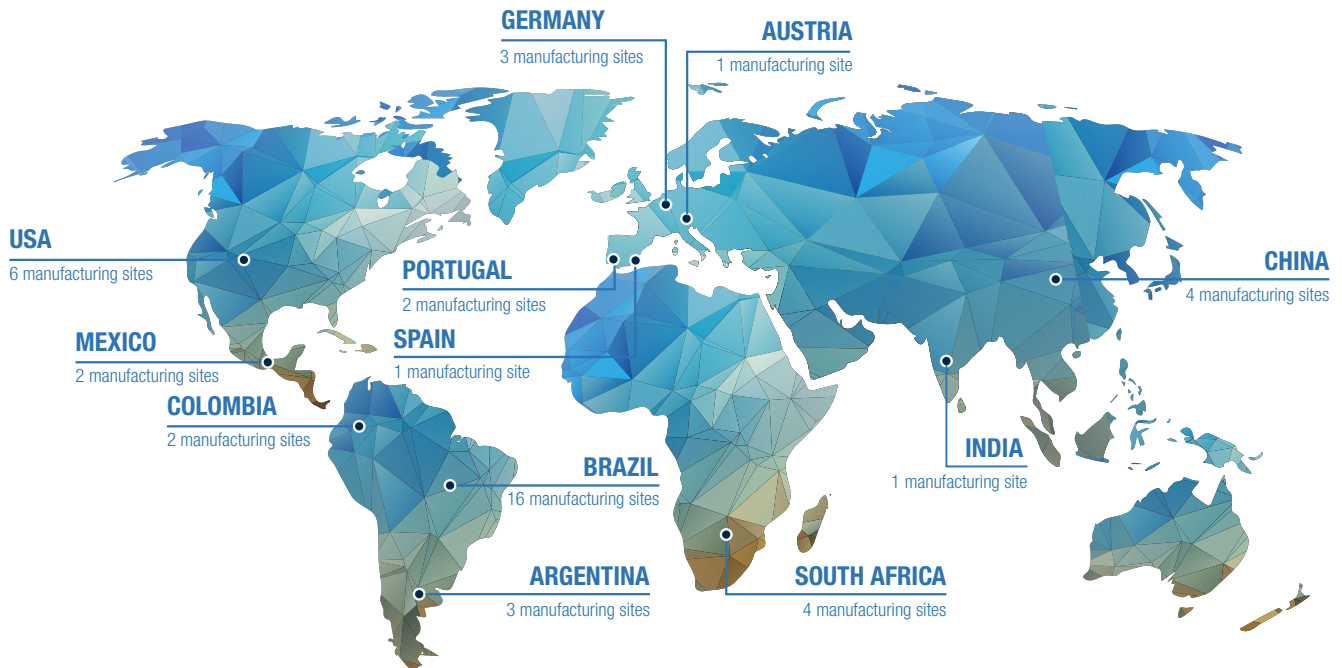 GERMANY
3 manufacturing sites
AUSTRIA
1 manufacturing site
USA
6 manufacturing sites
PORTUGAL
2 manufacturing sites
CHINA
4 manufacturing sites
MEXICO
2 manufacturing sites
SPAIN
1 manufacturing site
COLOMBIA
2 manufacturing sites
BRAZIL
16 manufacturing sites
INDIA
1 manufacturing site
ARGENTINA
3 manufacturing sites
SOUTH AFRICA
4 manufacturing sites